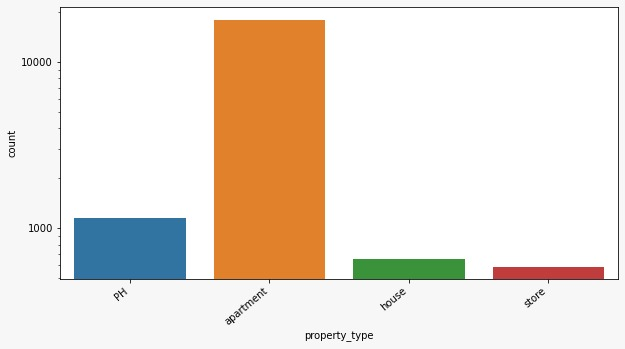 10000
1000
count
PH
apartment
house
store
property_type